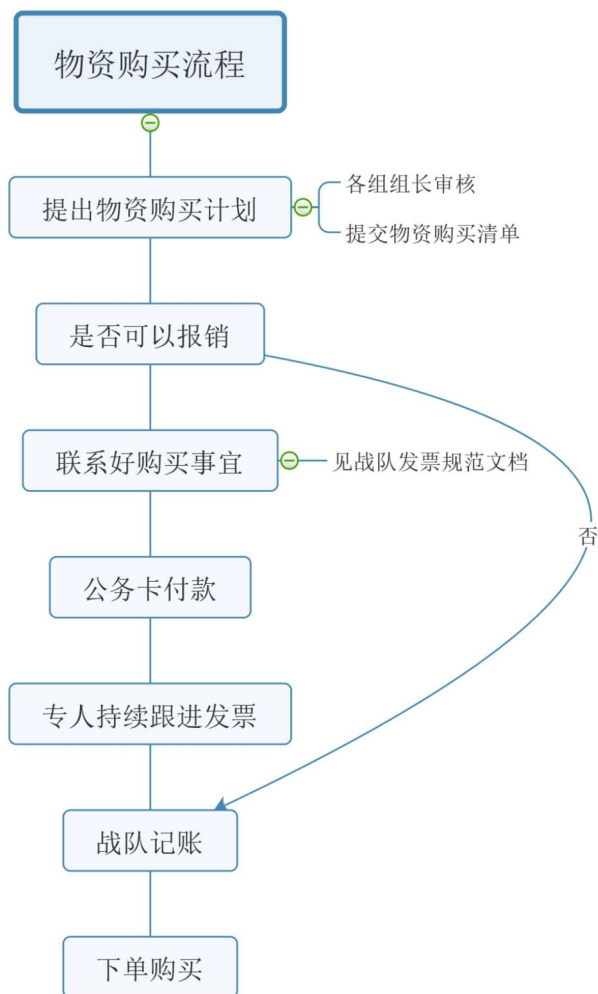 物资购买流程
提出物资购买计划
各组组长审核
提交物资购买清单
是否可以报销
联系好购买事宜
见战队发票规范文档
否
公务卡付款
专人持续跟进发票
战队记账
下单购买